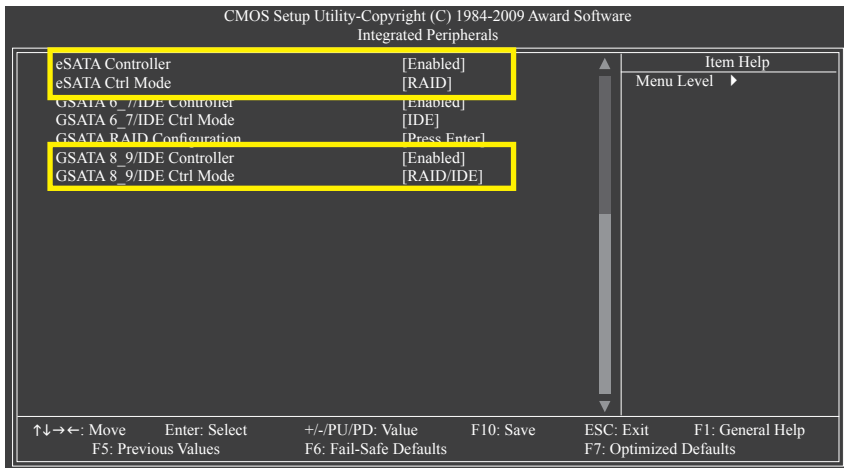 CMOS Setup Utility-Copyright (C) 1984-2009 Award Software
Integrated Peripherals
eSATA Controller [Enabled]
eSATA Ctrl Mode [RAID]
GSATA 6_7/IDE Controller [Enabled]
GSATA 6_7/IDE Ctrl Mode [IDE]
GSATA RAID Configuration [Press Enter]
GSATA 8_9/IDE Controller [Enabled]
GSATA 8_9/IDE Ctrl Mode [RAID/IDE]
Item Help
Menu Level
↑↓→←: Move Enter: Select +/-/PU/PD: Value F10: Save ESC: Exit F1: General Help
F5: Previous Values F6: Fail-Safe Defaults F7: Optimized Defaults